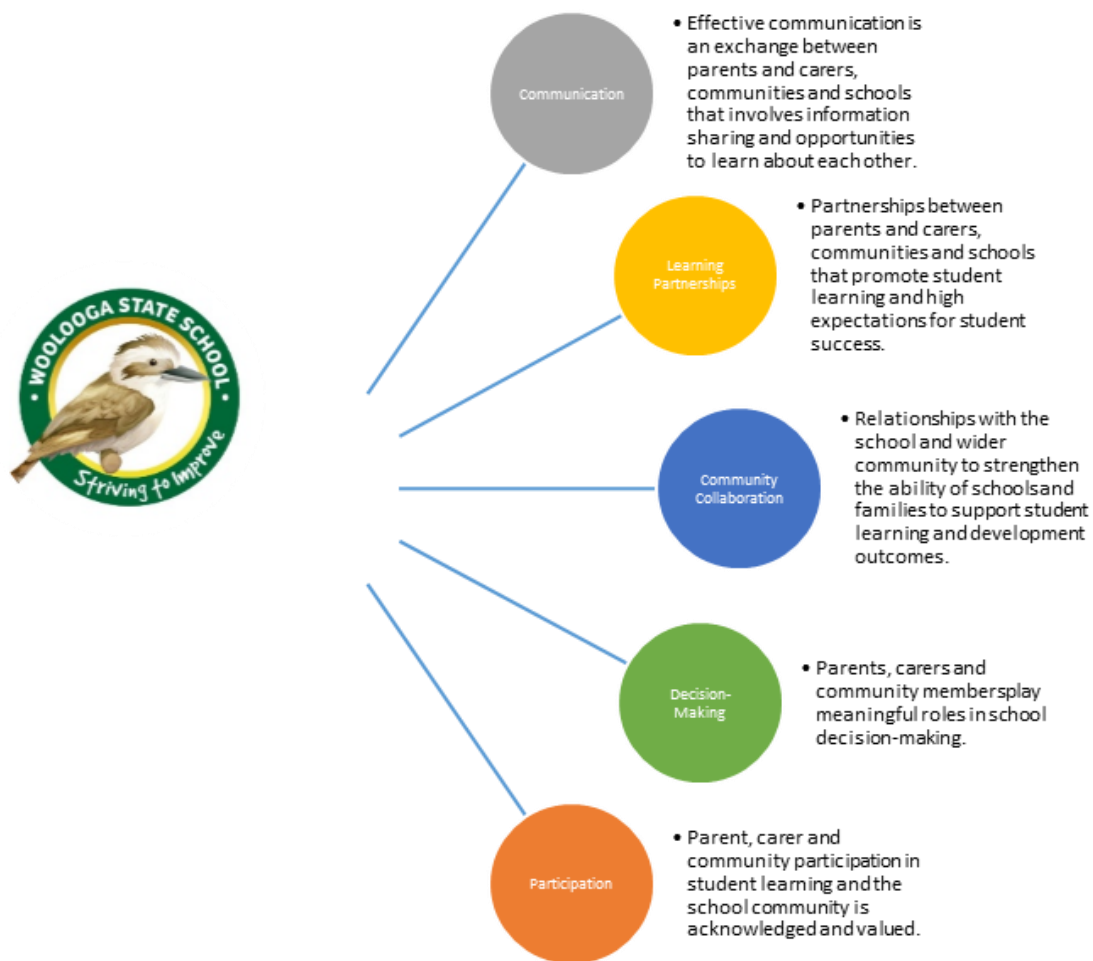 WOOLOOGA STATE SCHOOL
Striving to Improve
Communication
• Effective communication is
an exchange between
parents and carers,
communities and schools
that involves information
sharing and opportunities
to learn about each other.
Learning
Partnerships
• Partnerships between
parents and carers,
communities and schools
that promote student
learning and high
expectations for student
success.
Community
Collaboration
• Relationships with the
school and wider
community to strengthen
the ability of schoolsand
families to support student
learning and development
outcomes.
Decision-
Making
• Parents, carers and
community membersplay
meaningful roles in school
decision-making.
Participation
• Parent, carer and
community participation in
student learning and the
school community is
acknowledged and valued.